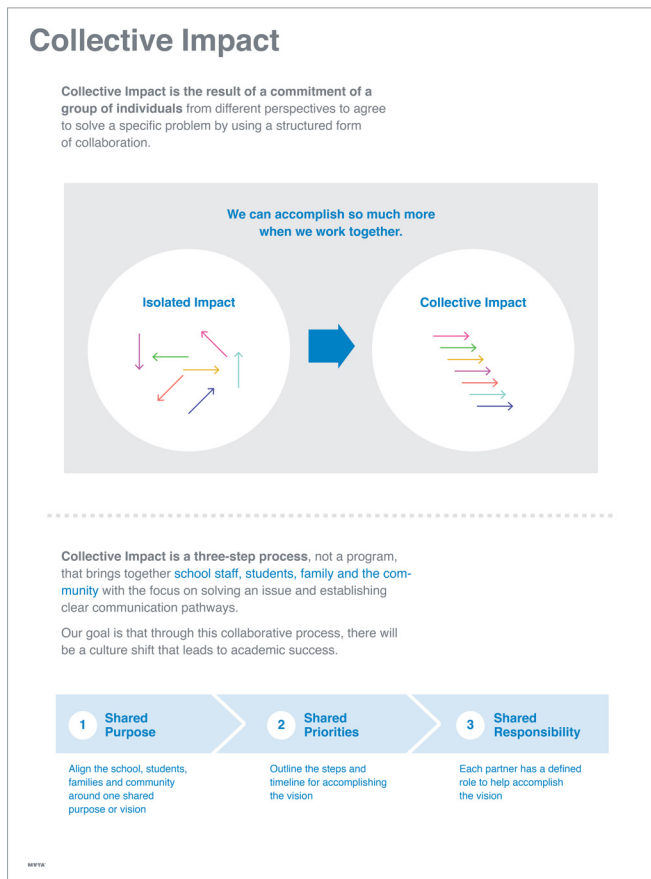 Collective Impact
Collective Impact is the result of a commitment of a
group of individuals from different perspectives to agree
to solve a specific problem by using a structured form
of collaboration.
We can accomplish so much more
when we work together.
Isolated Impact
Collective Impact
Collective Impact is a three-step process, not a program,
that brings together school staff, students, family and the com-
munity with the focus on solving an issue and establishing
clear communication pathways.
Our goal is that through this collaborative process, there will
be a culture shift that leads to academic success.
1 Shared
Purpose
Align the school, students,
families and community
around one shared
purpose or vision
2 Shared
Priorities
Outline the steps and
timeline for accomplishing
the vision
3 Shared
Responsibility
Each partner has a defined
role to help accomplish
the vision